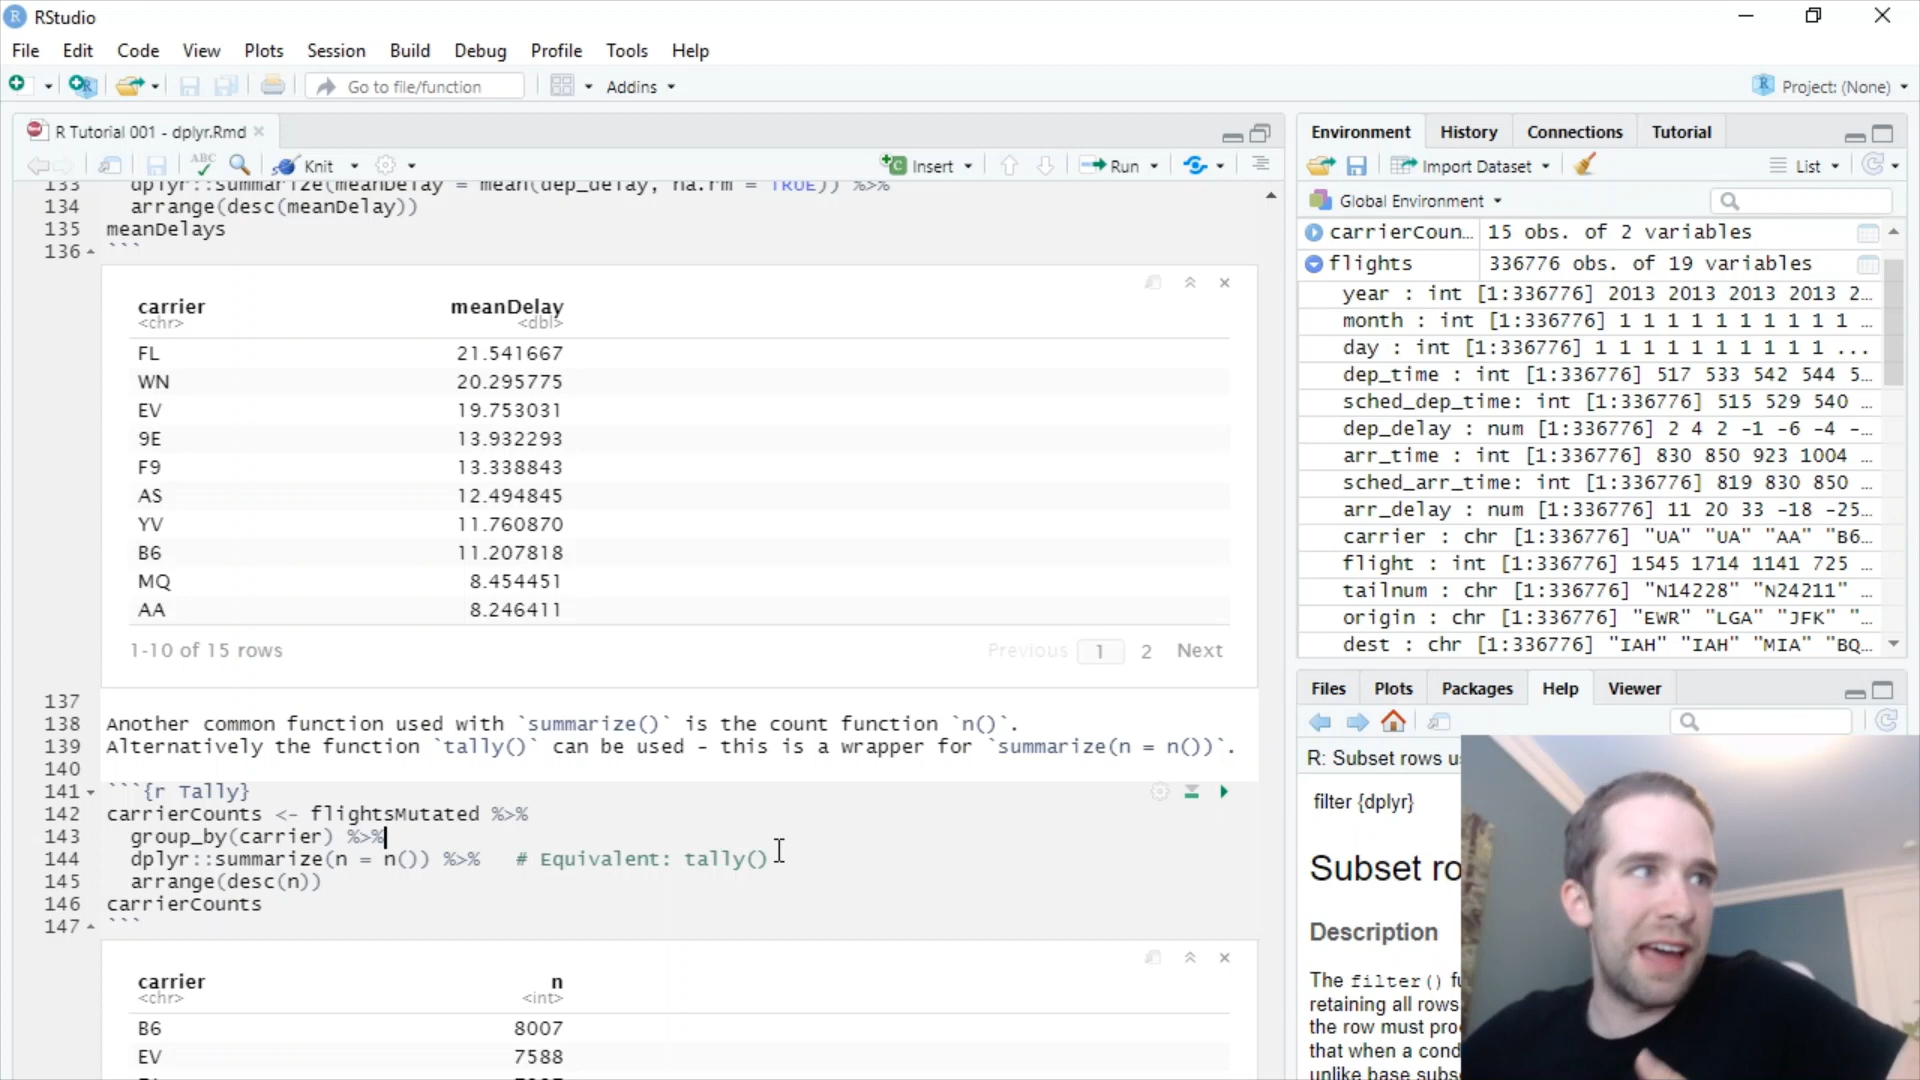 RStudio
File Edit Code View Plots Session Build Debug Profile Tools Help
Go to file/function Addins Project: (None)
R Tutorial 001 - dplyr.Rmd
ABC Knit Insert Run
133 dplyr::summarize(meanDelay = mean(dep_delay, na.rm = TRUE)) %>%
134 arrange(desc(meanDelay))
135 meanDelays
136 ```
carrier meanDelay
<chr> <dbl>
FL 21.541667
WN 20.295775
EV 19.753031
9E 13.932293
F9 13.338843
AS 12.494845
YV 11.760870
B6 11.207818
MQ 8.454451
AA 8.246411
1-10 of 15 rows Previous 1 2 Next
137
138 Another common function used with `summarize()` is the count function `n()`.
139 Alternatively the function `tally()` can be used - this is a wrapper for `summarize(n = n())`.
140
141 ```{r Tally}
142 carrierCounts <- flightsMutated %>%
143 group_by(carrier) %>%
144 dplyr::summarize(n = n()) %>% # Equivalent: tally()
145 arrange(desc(n))
146 carrierCounts
147 ```
carrier n
<chr> <int>
B6 8007
EV 7588
Environment History Connections Tutorial
Import Dataset List
Global Environment
carrierCoun... 15 obs. of 2 variables
flights 336776 obs. of 19 variables
year : int [1:336776] 2013 2013 2013 2013 2...
month : int [1:336776] 1 1 1 1 1 1 1 1 1 1 ...
day : int [1:336776] 1 1 1 1 1 1 1 1 1 1 ...
dep_time : int [1:336776] 517 533 542 544 5...
sched_dep_time: int [1:336776] 515 529 540 ...
dep_delay : num [1:336776] 2 4 2 -1 -6 -4 -...
arr_time : int [1:336776] 830 850 923 1004 ...
sched_arr_time: int [1:336776] 819 830 850 ...
arr_delay : num [1:336776] 11 20 33 -18 -25...
carrier : chr [1:336776] "UA" "UA" "AA" "B6...
flight : int [1:336776] 1545 1714 1141 725 ...
tailnum : chr [1:336776] "N14228" "N24211" ...
origin : chr [1:336776] "EWR" "LGA" "JFK" "...
dest : chr [1:336776] "IAH" "IAH" "MIA" "BQ...
Files Plots Packages Help Viewer
R: Subset rows u
filter {dplyr}
Subset ro
Description
The filter() fu
retaining all rows
the row must pro
that when a cond
unlike base subs